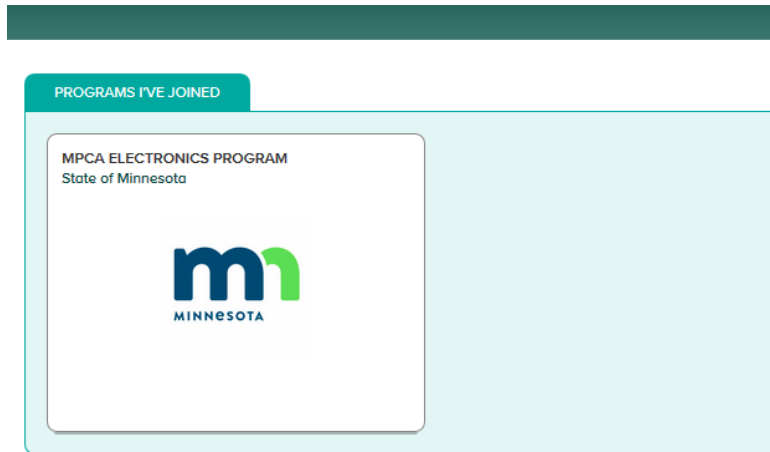 PROGRAMS I'VE JOINED
MPCA ELECTRONICS PROGRAM
State of Minnesota
mn
MINNESOTA